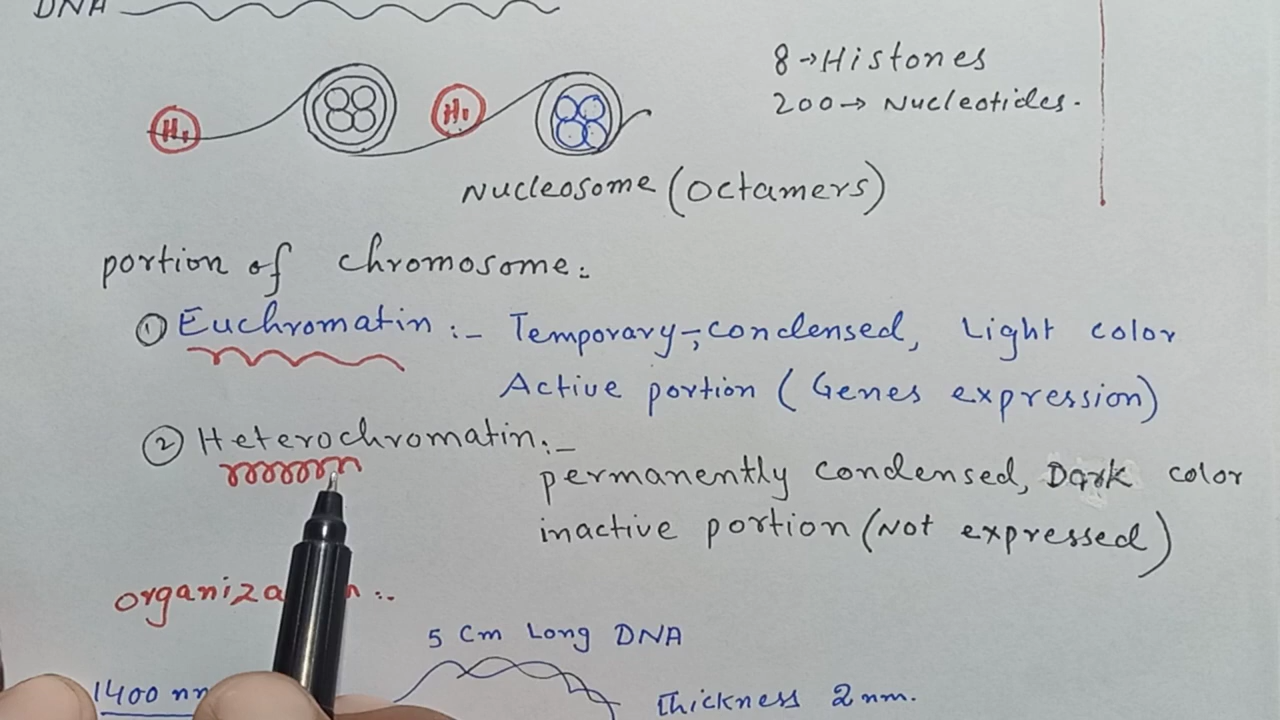 DNA
8→Histones
200→ Nucleotides.
H1 H1
Nucleosome (Octamers)
portion of chromosome:
① Euchromatin:- Temporary-condensed, Light color
Active portion (Genes expression)
② Heterochromatin:-
permanently condensed, Dark color
inactive portion (Not expressed)
5 Cm Long DNA
1400
Thickness 2nm.